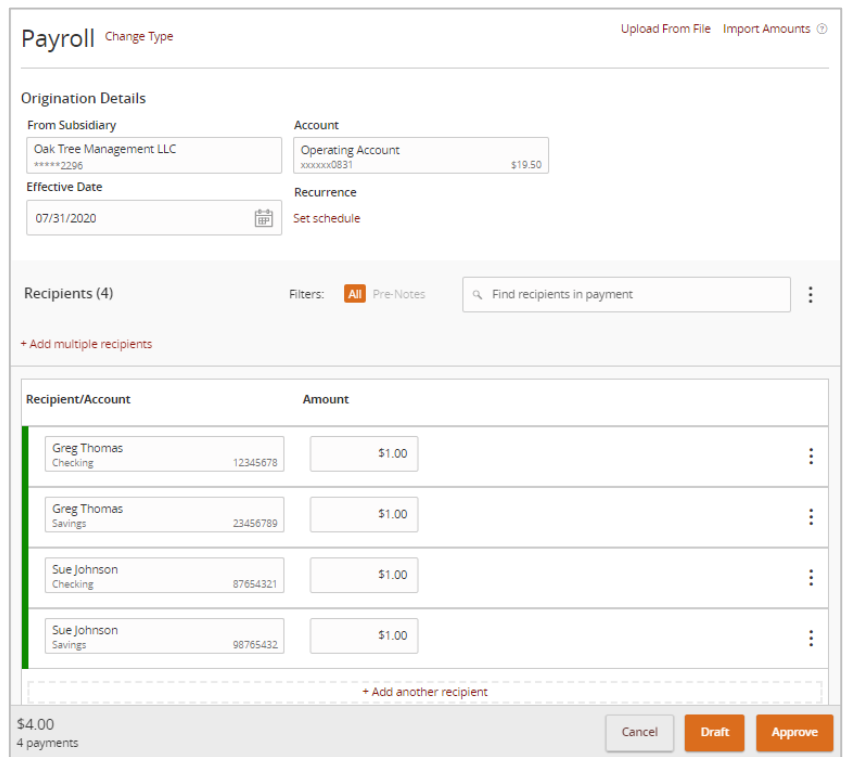 Payroll Change Type Upload From File Import Amounts ?
Origination Details
From Subsidiary Account
Oak Tree Management LLC Operating Account
*****2296 xxxxxx0831 $19.50
Effective Date Recurrence
07/31/2020 Set schedule
Recipients (4) Filters: All Pre-Notes Find recipients in payment
+ Add multiple recipients
Recipient/Account Amount
Greg Thomas $1.00
Checking 12345678
Greg Thomas $1.00
Savings 23456789
Sue Johnson $1.00
Checking 87654321
Sue Johnson $1.00
Savings 98765432
+ Add another recipient
$4.00
4 payments Cancel Draft Approve